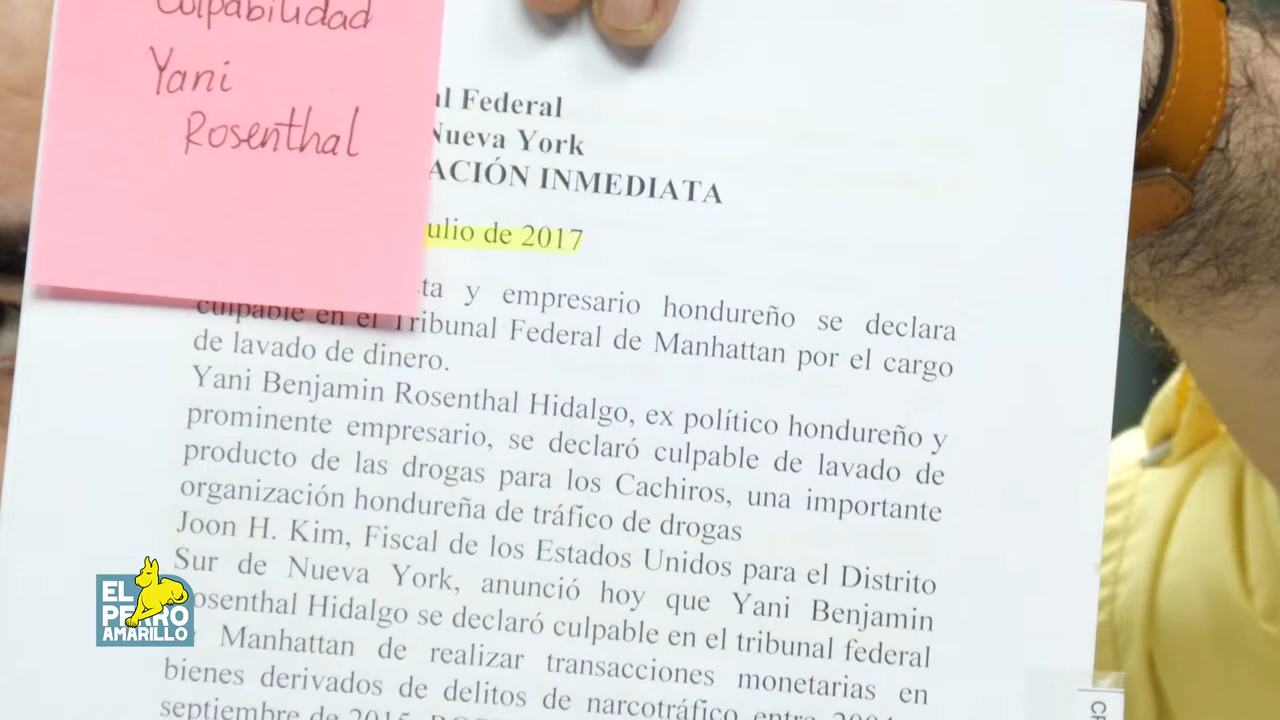 Culpabilidad
Yani
Rosenthal
al Federal
Nueva York
ACIÓN INMEDIATA
ulio de 2017
ta y empresario hondureño se declara
culpable en el Tribunal Federal de Manhattan por el cargo
de lavado de dinero.
Yani Benjamin Rosenthal Hidalgo, ex político hondureño y
prominente empresario, se declaró culpable de lavado de
producto de las drogas para los Cachiros, una importante
organización hondureña de tráfico de drogas
Joon H. Kim, Fiscal de los Estados Unidos para el Distrito
Sur de Nueva York, anunció hoy que Yani Benjamin
osenthal Hidalgo se declaró culpable en el tribunal federal
Manhattan de realizar transacciones monetarias en
bienes derivados de delitos de narcotráfico entre 2004
septiembre de 2015.
EL
PERRO
AMARILLO